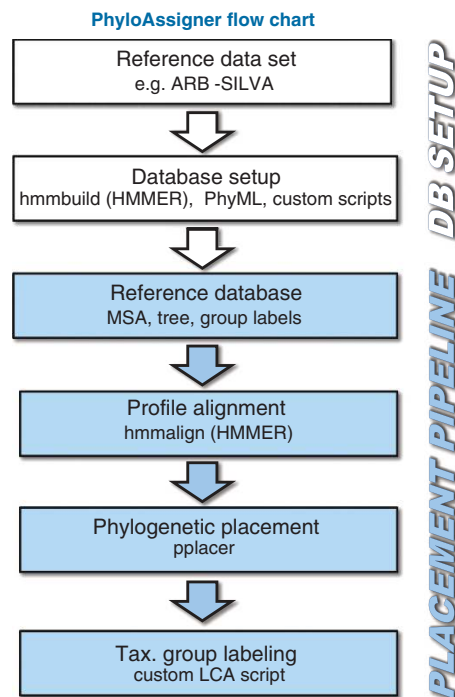 PhyloAssigner flow chart
Reference data set
e.g. ARB -SILVA
Database setup
hmmbuild (HMMER), PhyML, custom scripts
Reference database
MSA, tree, group labels
Profile alignment
hmmalign (HMMER)
Phylogenetic placement
pplacer
Tax. group labeling
custom LCA script
DB SETUP
PLACEMENT PIPELINE